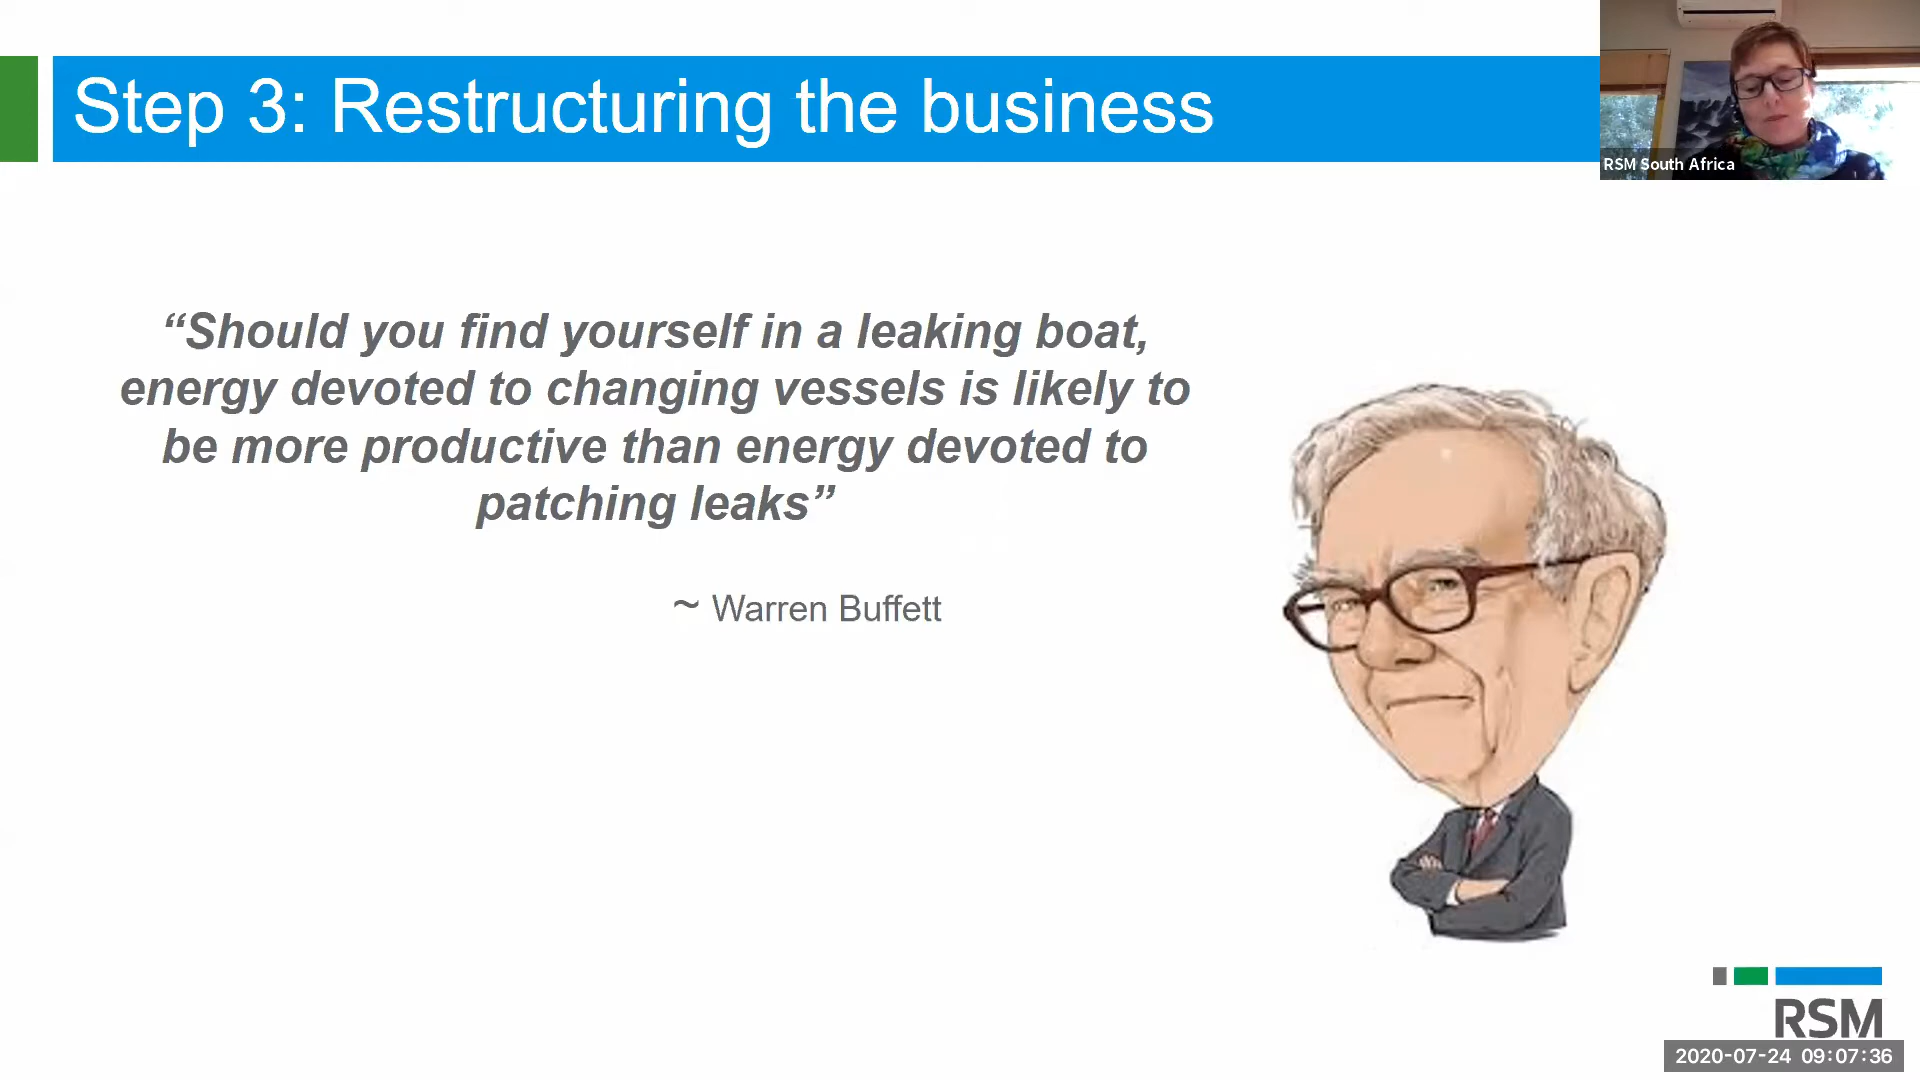 Step 3: Restructuring the business
RSM South Africa
“Should you find yourself in a leaking boat,
energy devoted to changing vessels is likely to
be more productive than energy devoted to
patching leaks”
~ Warren Buffett
RSM
2020-07-24 09:07:36